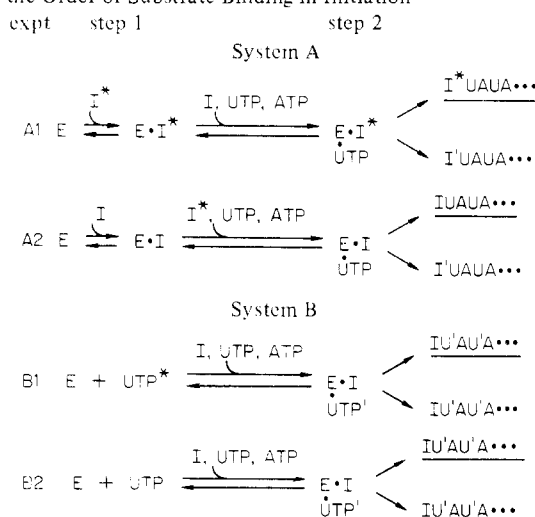 the Order of Substrate Binding in Initiation
expt step 1 step 2
System A
I* I, UTP, ATP I*UAUA•••
A1 E E•I* E•I*
UTP I'UAUA•••
I I*, UTP, ATP IUAUA•••
A2 E E•I E•I
UTP I'UAUA•••
System B
I, UTP, ATP IU'AU'A•••
B1 E + UTP* E•I
UTP' IU'AU'A•••
I, UTP, ATP IU'AU'A•••
B2 E + UTP E•I
UTP' IU'AU'A•••